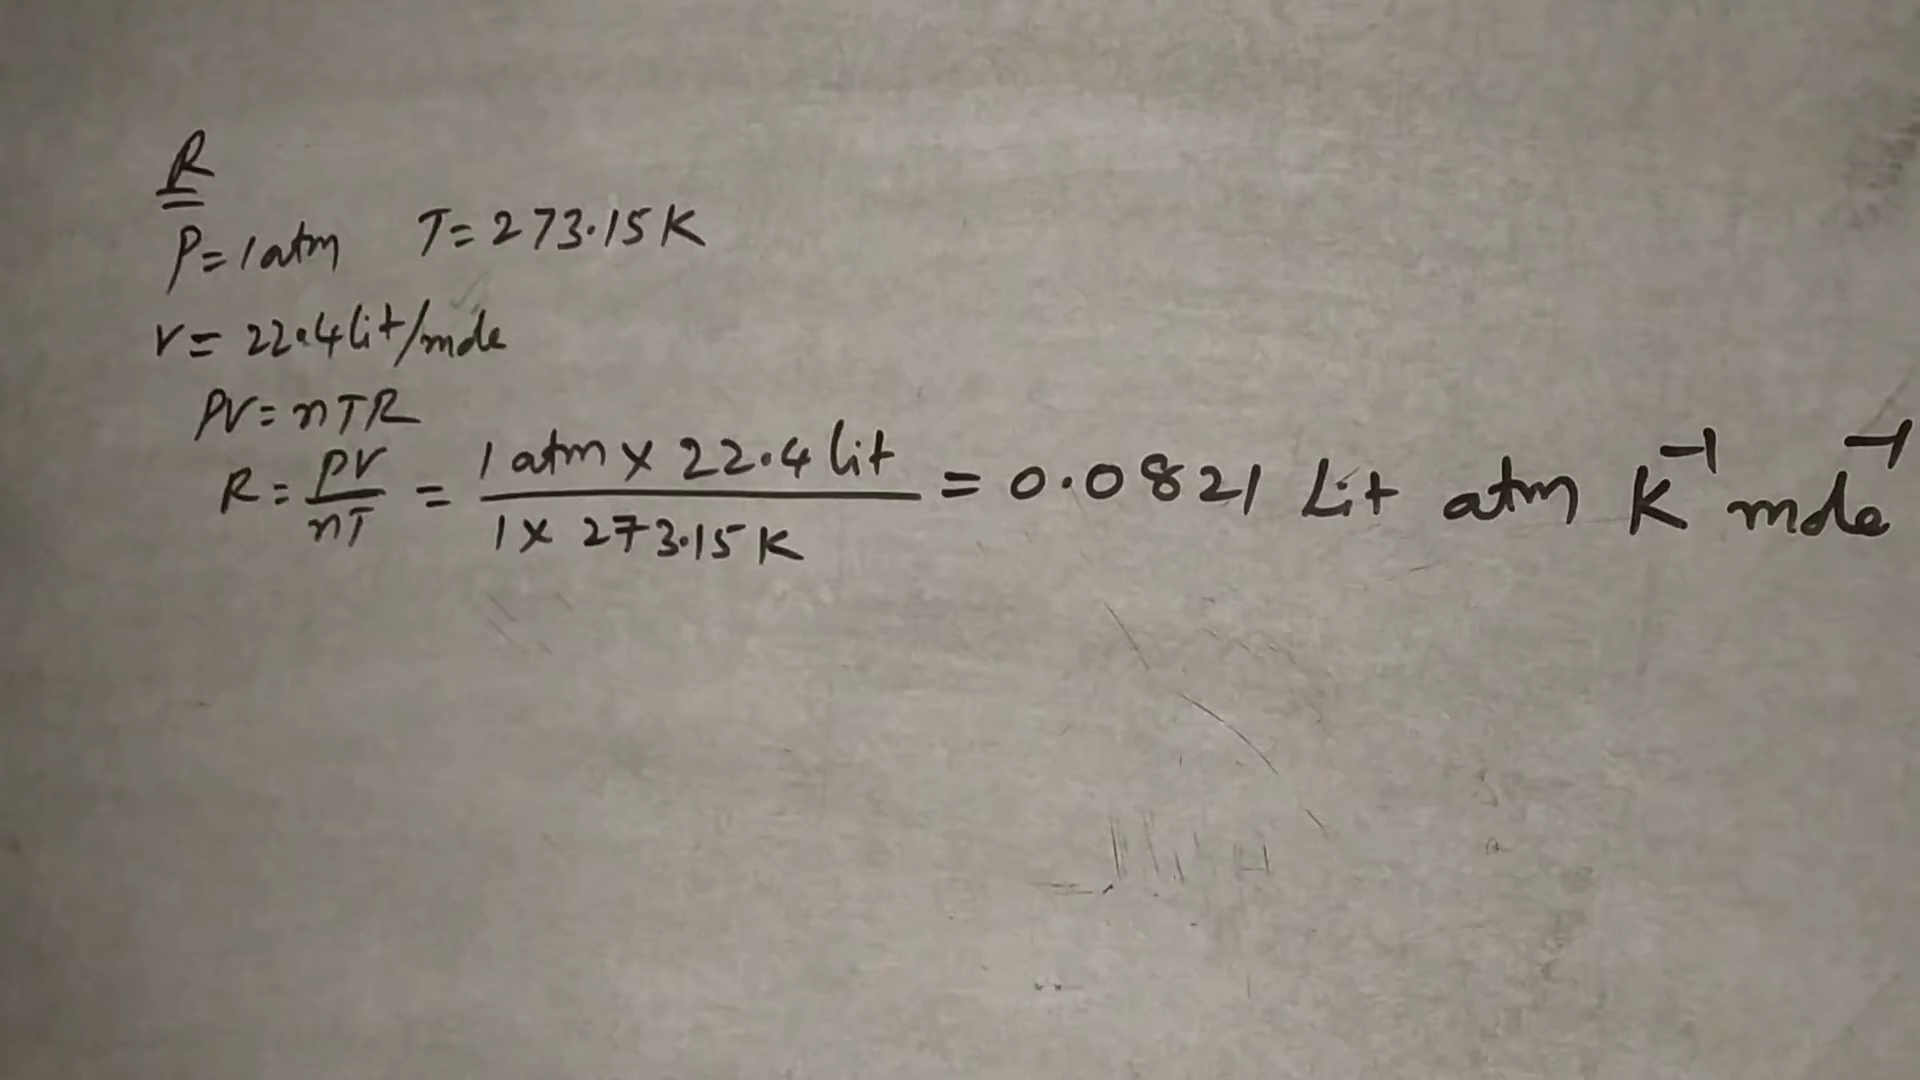 R
P=1atm T=273.15K
V=22.4lit/mole
PV=nTR
R=PV/nT = 1 atm x 22.4 lit / 1 x 273.15 K = 0.0821 Lit atm K⁻¹ mole⁻¹